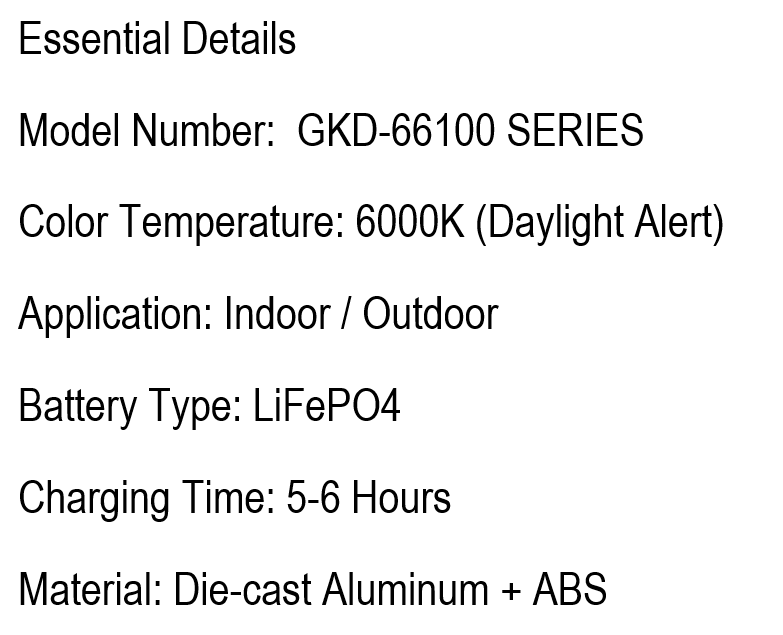 Essential Details
Model Number:  GKD-66100 SERIES
Color Temperature: 6000K (Daylight Alert)
Application: Indoor / Outdoor
Battery Type: LiFePO4
Charging Time: 5-6 Hours
Material: Die-cast Aluminum + ABS